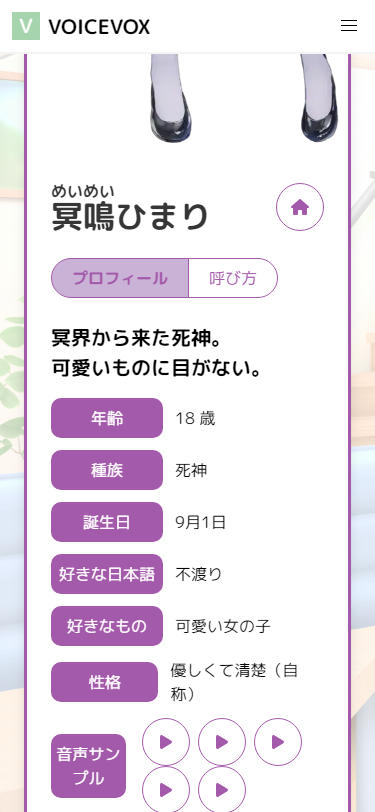 V VOICEVOX
めいめい
冥鳴ひまり
プロフィール 呼び方
冥界から来た死神。
可愛いものに目がない。
年齢 18 歳
種族 死神
誕生日 9月1日
好きな日本語 不渡り
好きなもの 可愛い女の子
性格 優しくて清楚（自
称）
音声サン
プル